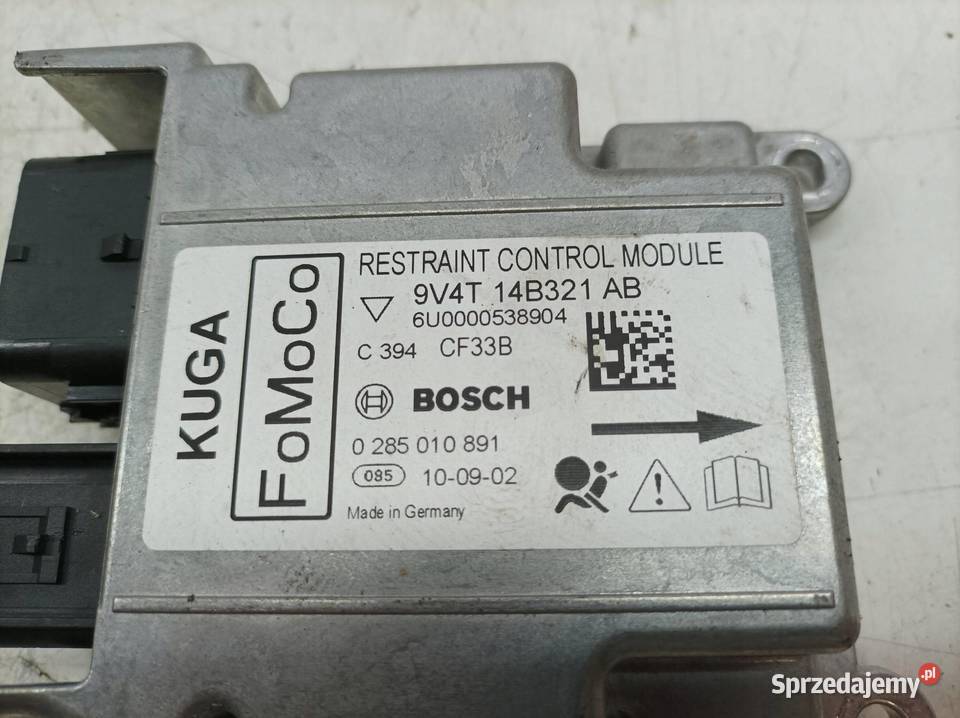 KUGA
FoMoCo
RESTRAINT CONTROL MODULE
9V4T 14B321 AB
6U0000538904
C 394 CF33B
BOSCH
0 285 010 891
085 10-09-02
Made in Germany
Sprzedajemy.pl